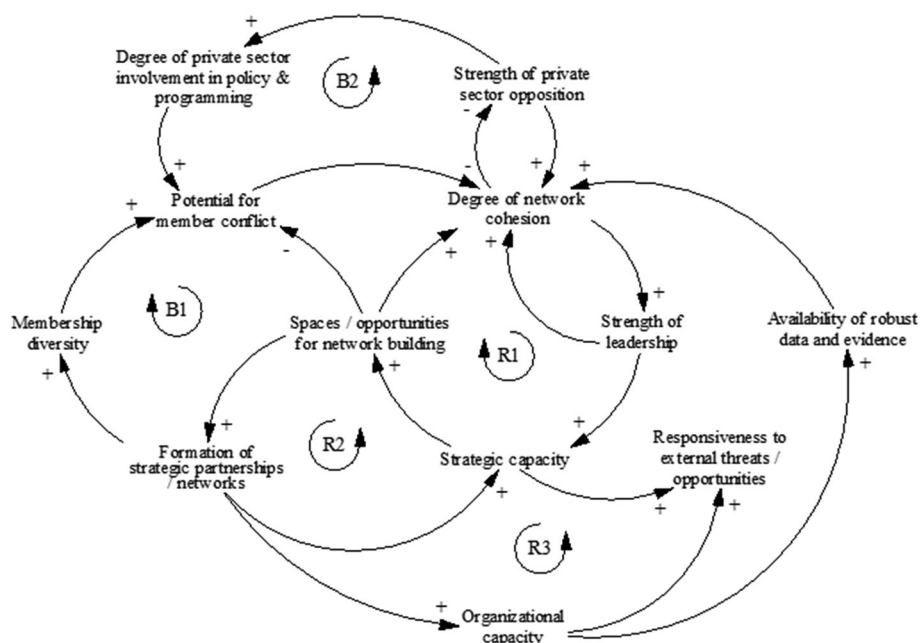 +
Degree of private sector
involvement in policy &
programming
B2
Strength of private
sector opposition
-
+
-
+
+
+
Potential for
member conflict
Degree of network
cohesion
+
-
+
+
B1
Membership
diversity
Spaces / opportunities
for network building
R1
Strength of
leadership
Availability of robust
data and evidence
+
+
+
+
R2
+
Formation of
strategic partnerships
/ networks
Strategic capacity
Responsiveness to
external threats /
opportunities
+
+
+
R3
+
Organizational
capacity